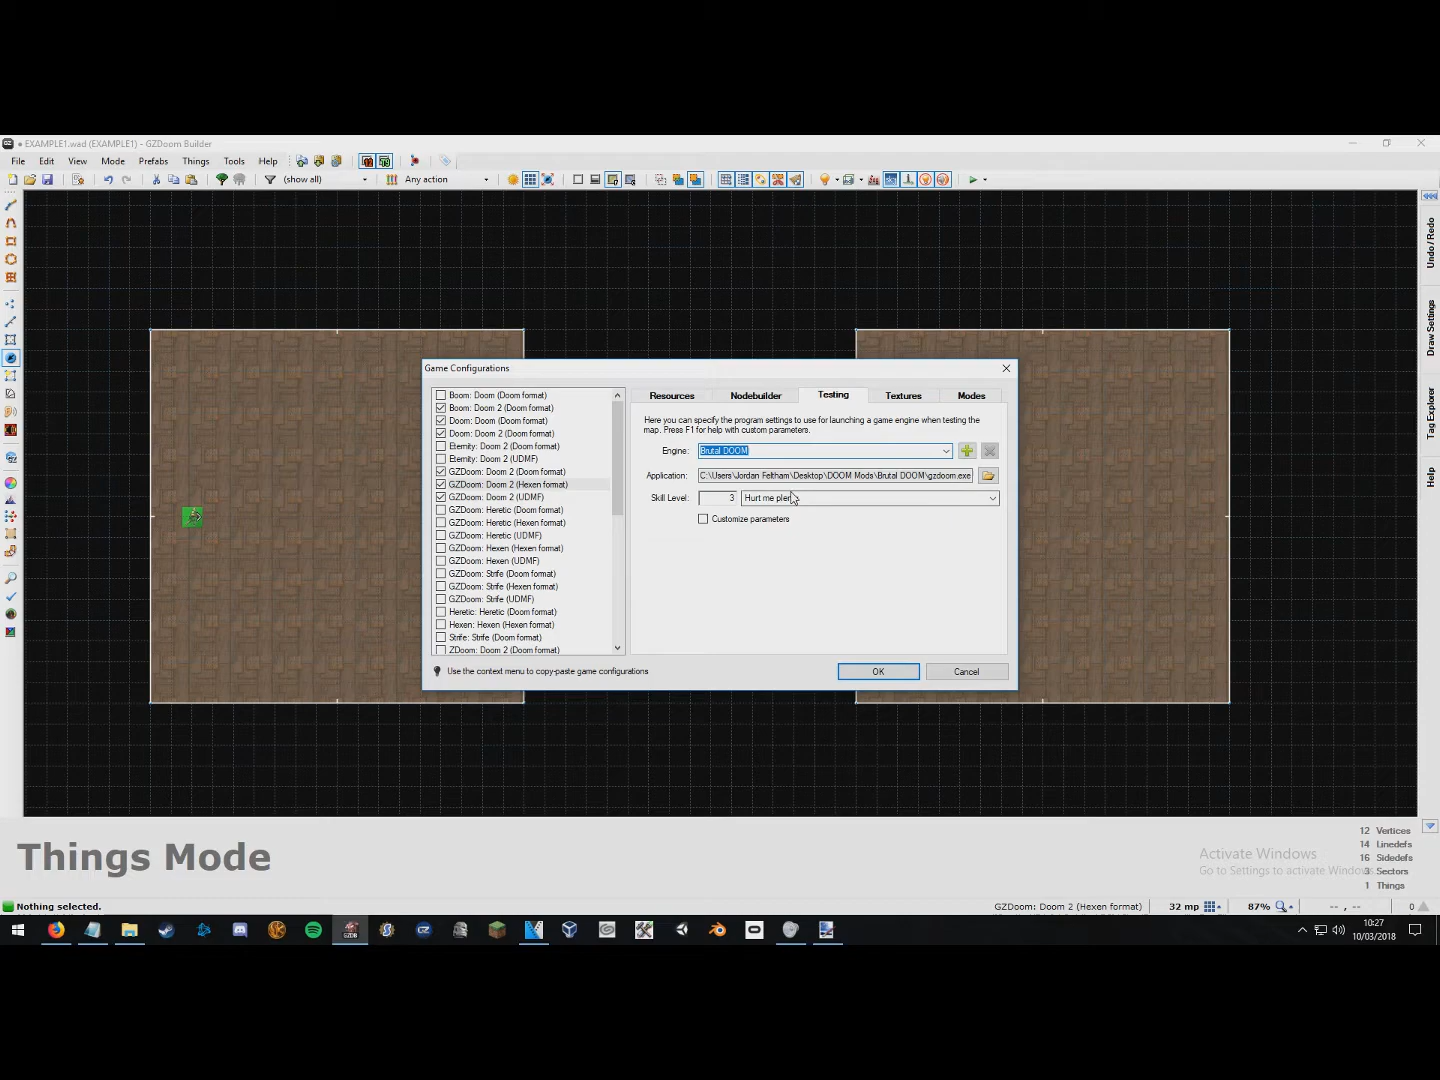 EXAMPLE1.wad (EXAMPLE1) - GZDoom Builder
File Edit View Mode Prefabs Things Tools Help
(show all) Any action
Undo / Redo
Draw Settings
Tag Explorer
Help
Game Configurations
Boom: Doom (Doom format)
Boom: Doom 2 (Doom format)
Doom: Doom (Doom format)
Doom: Doom 2 (Doom format)
Eternity: Doom 2 (Doom format)
Eternity: Doom 2 (UDMF)
GZDoom: Doom 2 (Doom format)
GZDoom: Doom 2 (Hexen format)
GZDoom: Doom 2 (UDMF)
GZDoom: Heretic (Doom format)
GZDoom: Heretic (Hexen format)
GZDoom: Heretic (UDMF)
GZDoom: Hexen (Hexen format)
GZDoom: Hexen (UDMF)
GZDoom: Strife (Doom format)
GZDoom: Strife (Hexen format)
GZDoom: Strife (UDMF)
Heretic: Heretic (Doom format)
Hexen: Hexen (Hexen format)
Strife: Strife (Doom format)
ZDoom: Doom 2 (Doom format)
Resources Nodebuilder Testing Textures Modes
Here you can specify the program settings to use for launching a game engine when testing the
map. Press F1 for help with custom parameters.
Engine: Brutal DOOM
Application: C:\Users\Jordan Feltham\Desktop\DOOM Mods\Brutal DOOM\gzdoom.exe
Skill Level: 3 Hurt me
Customize parameters
Use the context menu to copy-paste game configurations
OK Cancel
Things Mode
12 Vertices
14 Linedefs
16 Sidedefs
3 Sectors
1 Things
Activate Windows
Go to Settings to activate Windows.
Nothing selected.
GZDoom: Doom 2 (Hexen format) 32 mp 87% -- , -- 0
10:27
10/03/2018